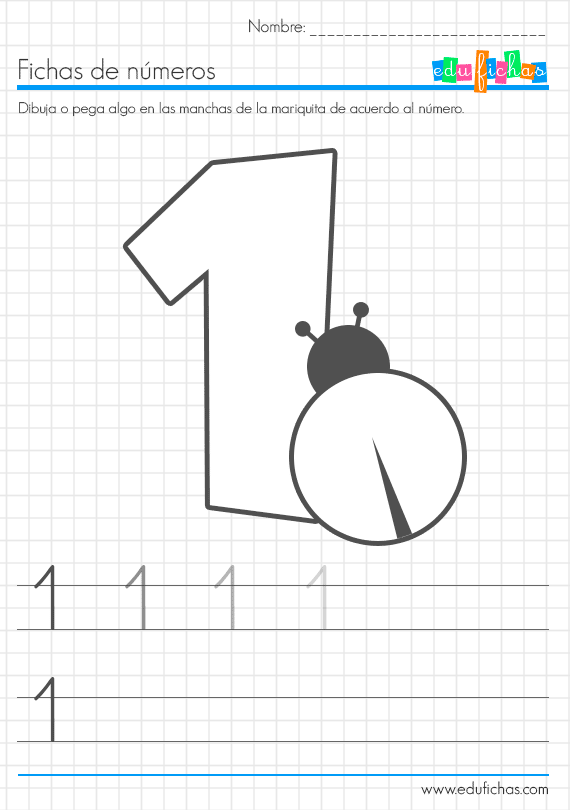 Nombre: _ _ _ _ _ _ _ _ _ _ _ _ _ _ _ _ _ _ _ _ _ _ _ _ _ _ _
Fichas de números
edufichas
Dibuja o pega algo en las manchas de la mariquita de acuerdo al número.
1
1 1 1 1
1
www.edufichas.com